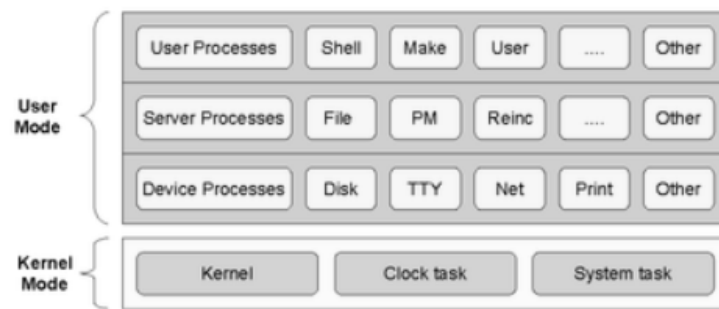 User Mode
User Processes Shell Make User .... Other
Server Processes File PM Reinc .... Other
Device Processes Disk TTY Net Print Other
Kernel Mode
Kernel Clock task System task